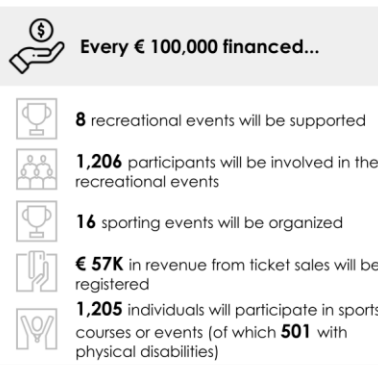 Every € 100,000 financed...
8 recreational events will be supported
1,206 participants will be involved in the
recreational events
16 sporting events will be organized
€ 57K in revenue from ticket sales will be
registered
1,205 individuals will participate in sports
courses or events (of which 501 with
physical disabilities)